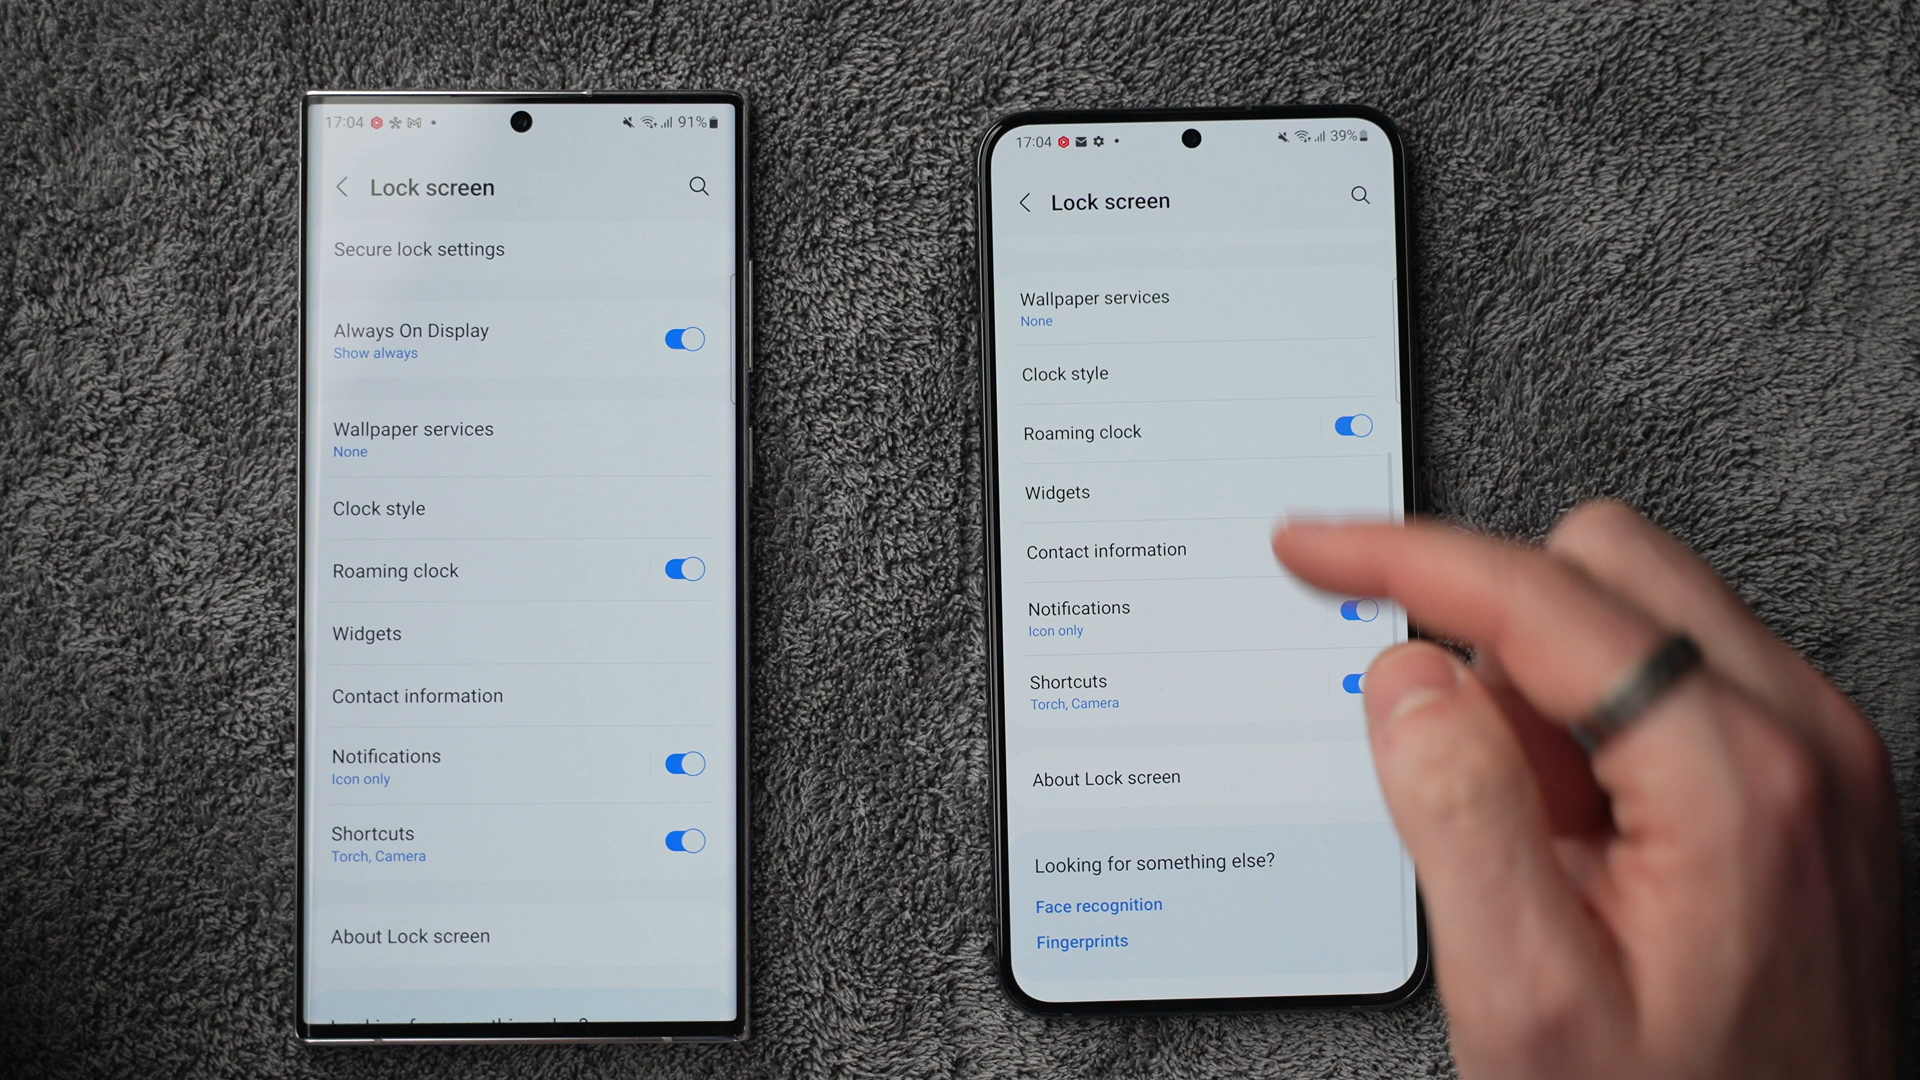 17:04
91%
Lock screen
Secure lock settings
Always On Display
Show always
Wallpaper services
None
Clock style
Roaming clock
Widgets
Contact information
Notifications
Icon only
Shortcuts
Torch, Camera
About Lock screen
17:04
39%
Lock screen
Wallpaper services
None
Clock style
Roaming clock
Widgets
Contact information
Notifications
Icon only
Shortcuts
Torch, Camera
About Lock screen
Looking for something else?
Face recognition
Fingerprints